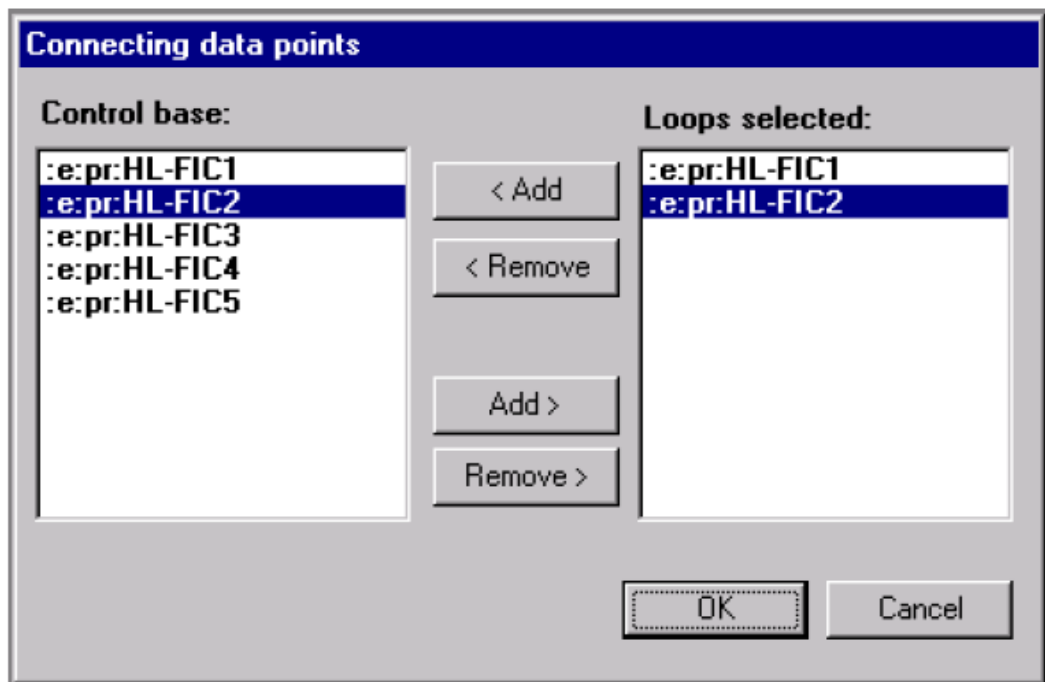 Connecting data points
Control base:
:e:pr:HL-FIC1
:e:pr:HL-FIC2
:e:pr:HL-FIC3
:e:pr:HL-FIC4
:e:pr:HL-FIC5
< Add
< Remove
Add >
Remove >
Loops selected:
:e:pr:HL-FIC1
:e:pr:HL-FIC2
OK
Cancel